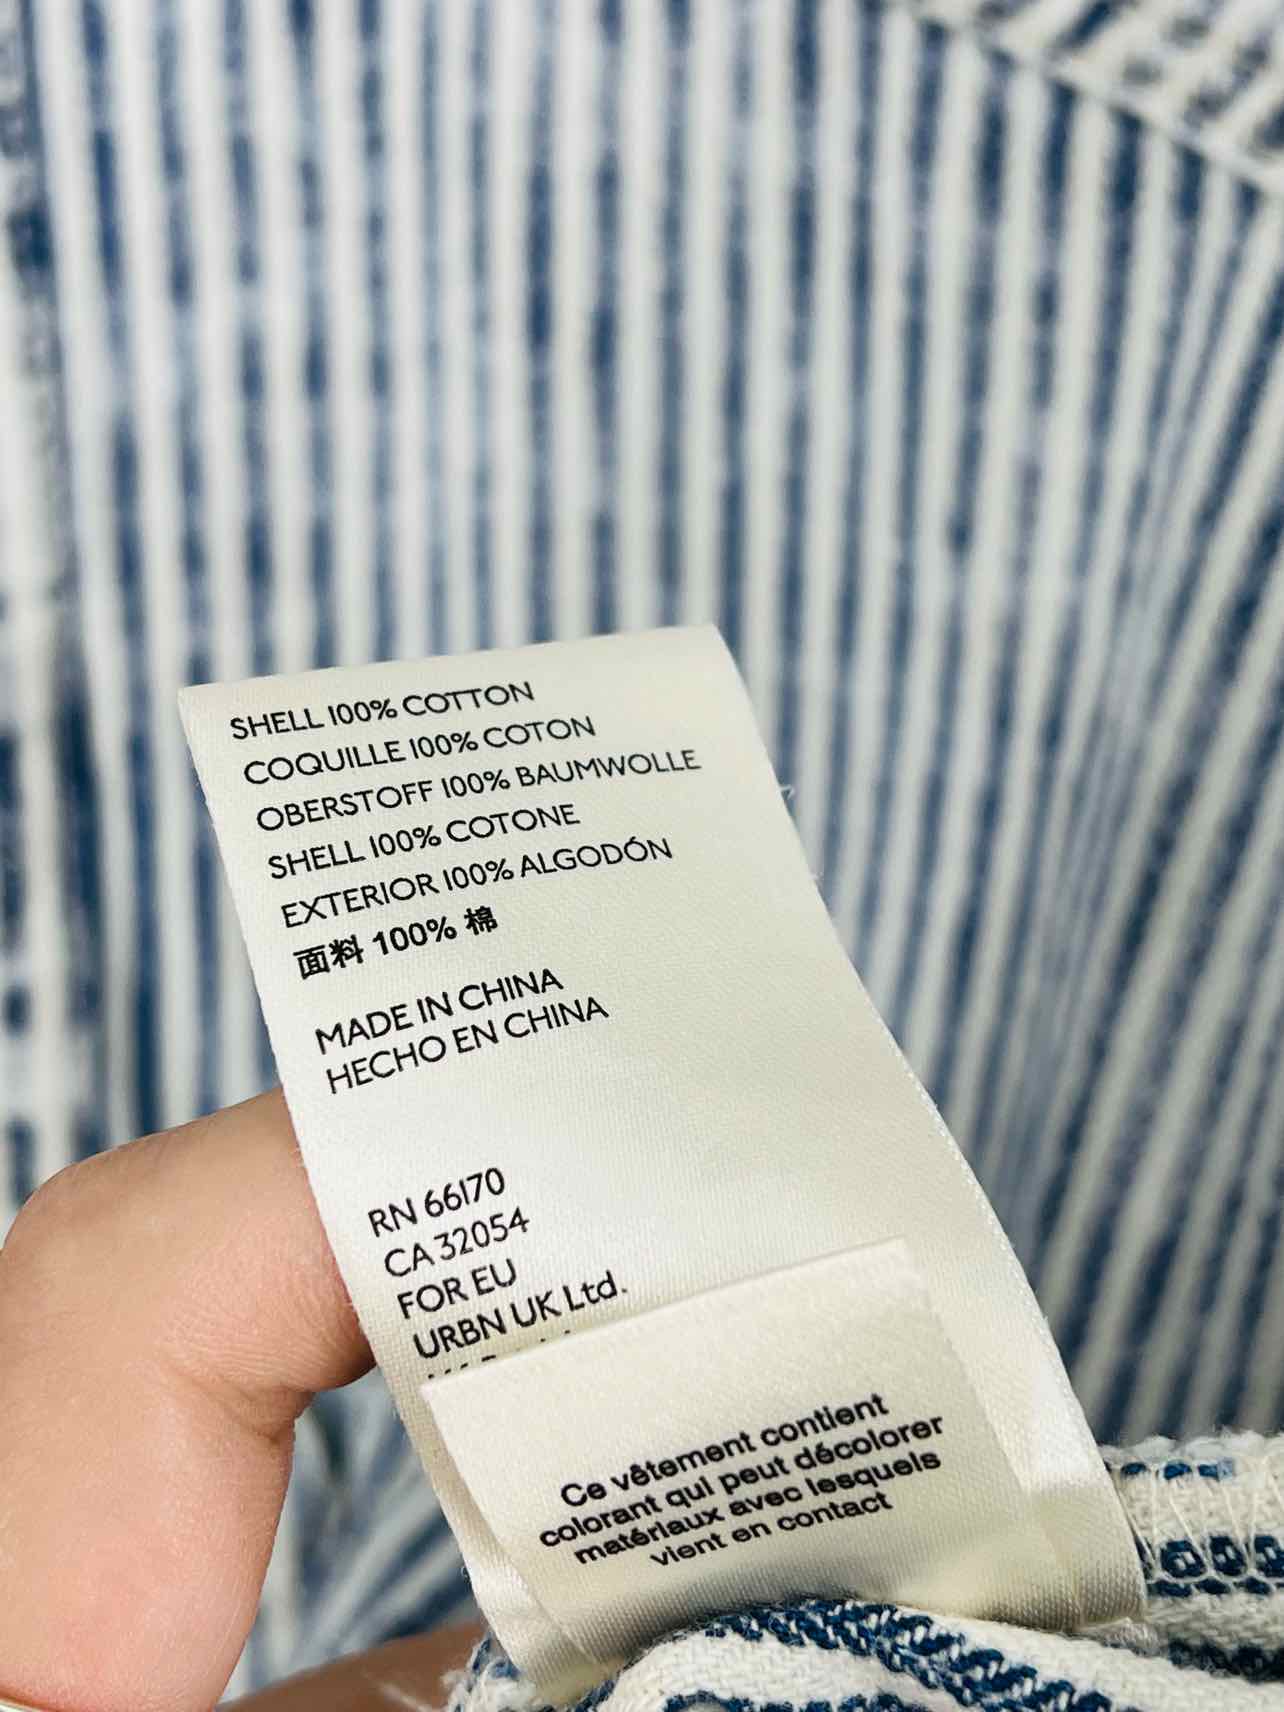 SHELL 100% COTTON
COQUILLE 100% COTON
OBERSTOFF 100% BAUMWOLLE
SHELL 100% COTONE
EXTERIOR 100% ALGODÓN
面料 100% 棉
MADE IN CHINA
HECHO EN CHINA
RN 66170
CA 32054
FOR EU
URBN UK Ltd.
Ce vêtement contient
colorant qui peut décolorer
matériaux avec lesquels
vient en contact